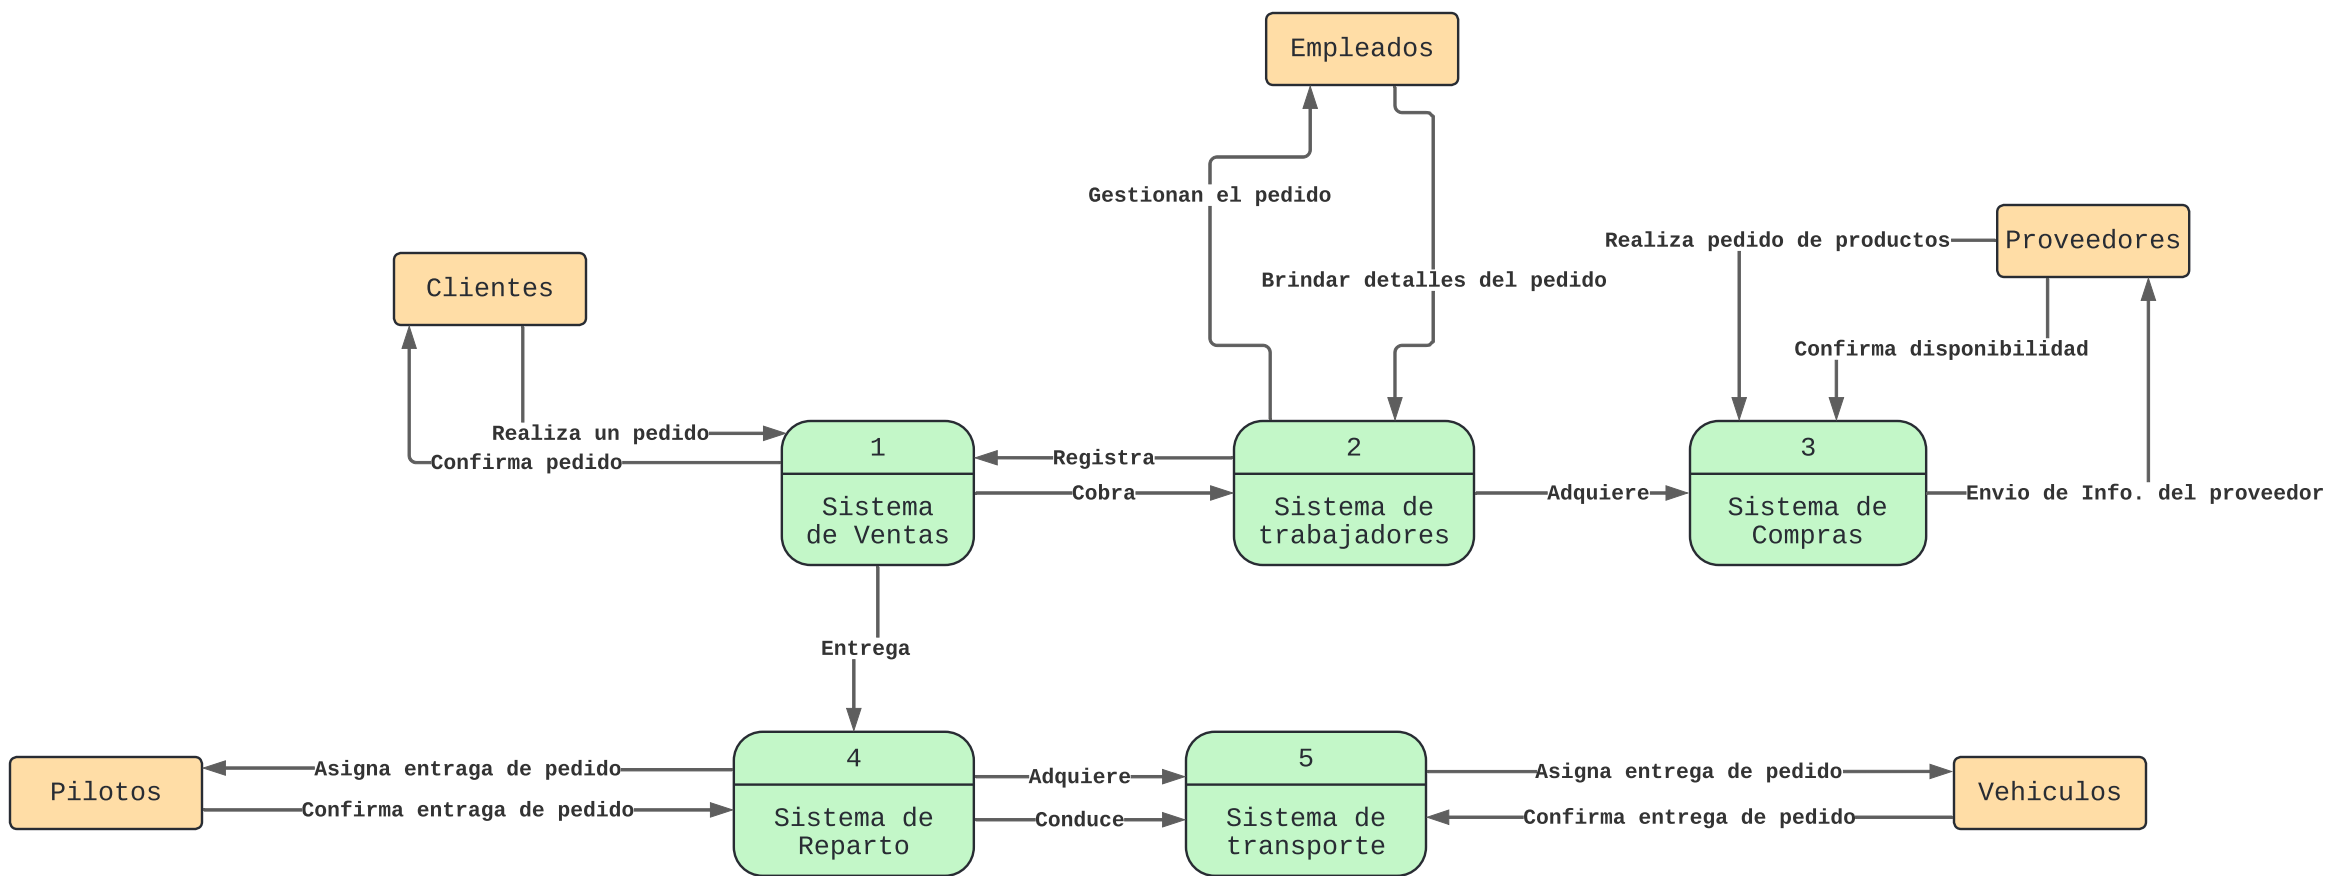 Empleados
Gestionan el pedido
Proveedores
Realiza pedido de productos
Clientes
Brindar detalles del pedido
Confirma disponibilidad
Realiza un pedido
Confirma pedido
1
Sistema
de Ventas
Registra
Cobra
2
Sistema de
trabajadores
Adquiere
3
Sistema de
Compras
Envio de Info. del proveedor
Entrega
Pilotos
Asigna entraga de pedido
Confirma entraga de pedido
4
Sistema de
Reparto
Adquiere
Conduce
5
Sistema de
transporte
Asigna entrega de pedido
Confirma entrega de pedido
Vehiculos